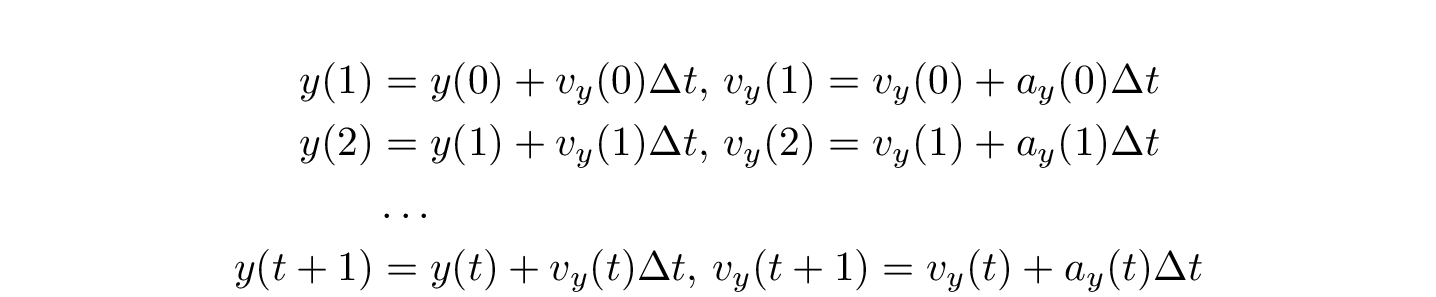 y(1) = y(0) + v_y(0)Δt, v_y(1) = v_y(0) + a_y(0)Δt
y(2) = y(1) + v_y(1)Δt, v_y(2) = v_y(1) + a_y(1)Δt
...
y(t + 1) = y(t) + v_y(t)Δt, v_y(t + 1) = v_y(t) + a_y(t)Δt